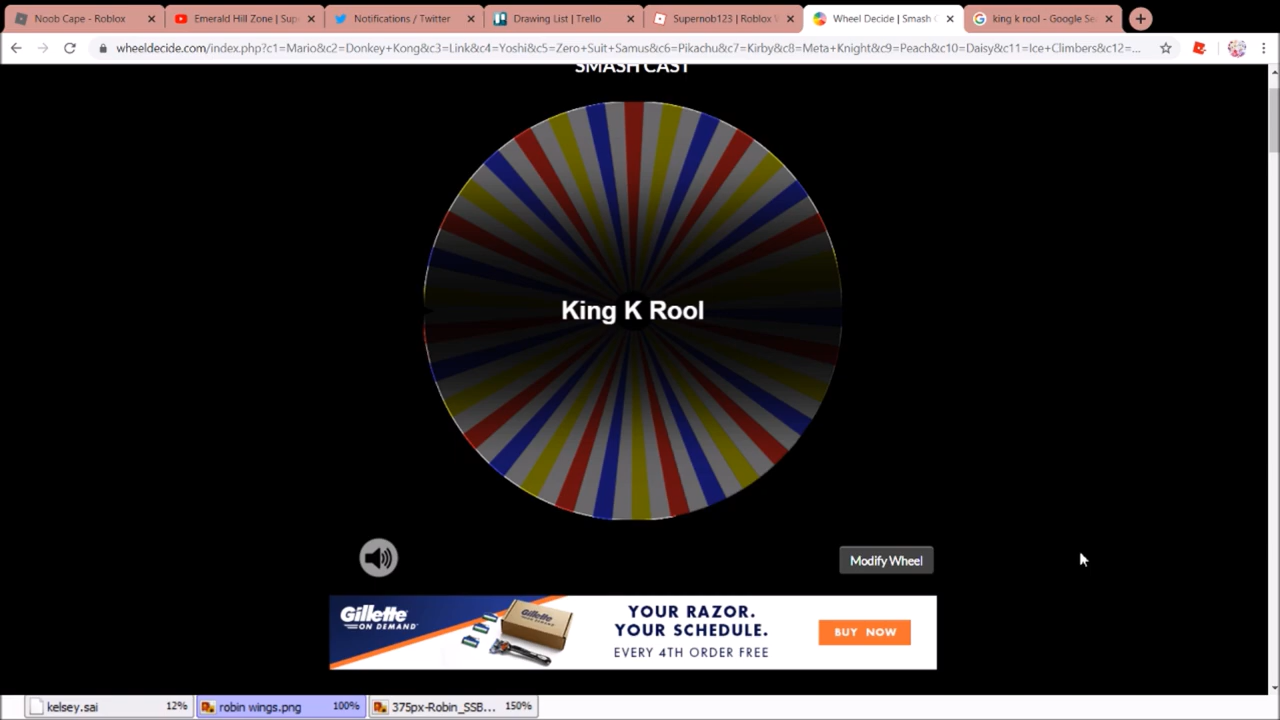 Noob Cape - Roblox
Emerald Hill Zone | Sup
Notifications / Twitter
Drawing List | Trello
Supernob123 | Roblox W
Wheel Decide | Smash C
king k rool - Google Se
wheeldecide.com/index.php?c1=Mario&c2=Donkey+Kong&c3=Link&c4=Yoshi&c5=Zero+Suit+Samus&c6=Pikachu&c7=Kirby&c8=Meta+Knight&c9=Peach&c10=Daisy&c11=Ice+Climbers&c12=...
SMASH CAST
King K Rool
Modify Wheel
Gillette
ON DEMAND
Gillette
YOUR RAZOR.
YOUR SCHEDULE.
EVERY 4TH ORDER FREE
BUY NOW
kelsey.sai 12%
robin wings.png 100%
375px-Robin_SSB... 150%